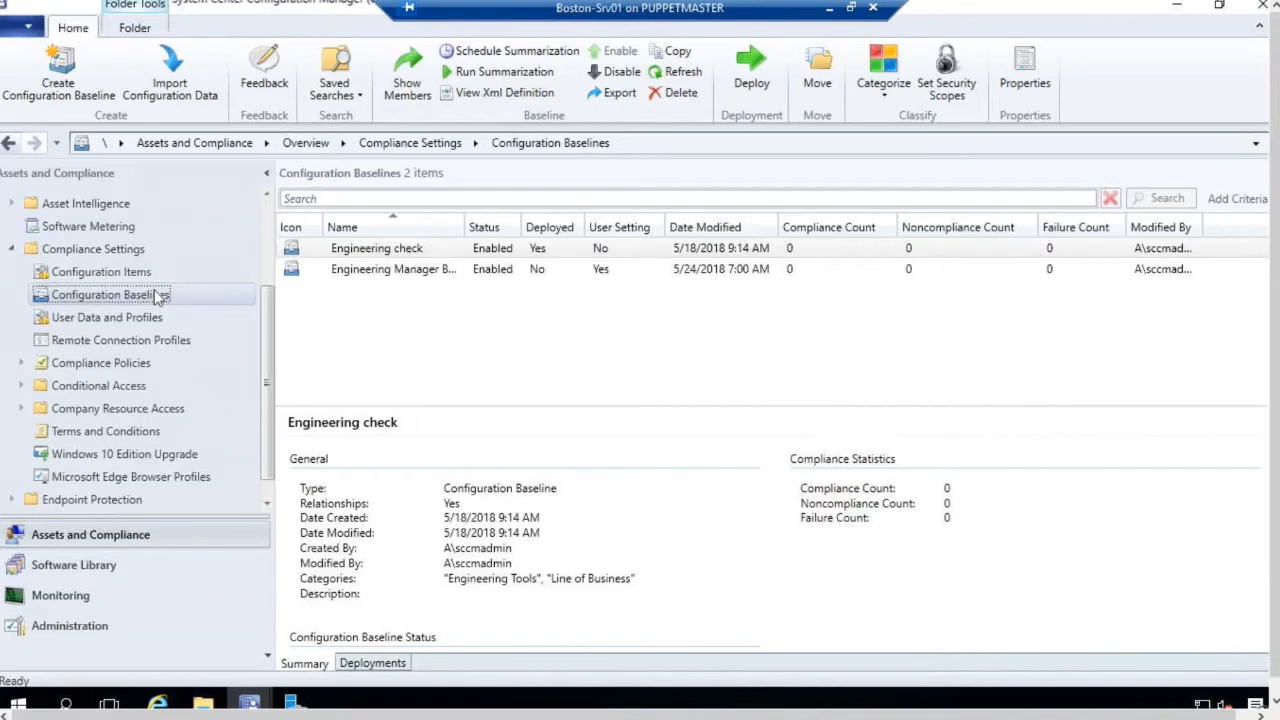 Folder Tools
System Center Configuration Manager
Boston-Srv01 on PUPPETMASTER
Home
Folder
Create
Configuration Baseline
Import
Configuration Data
Feedback
Saved
Searches
Show
Members
Schedule Summarization
Run Summarization
View Xml Definition
Enable
Disable
Export
Copy
Refresh
Delete
Deploy
Move
Categorize
Set Security
Scopes
Properties
Create
Feedback
Search
Baseline
Deployment
Move
Classify
Properties
\ Assets and Compliance Overview Compliance Settings Configuration Baselines
Assets and Compliance
Asset Intelligence
Software Metering
Compliance Settings
Configuration Items
Configuration Baselines
User Data and Profiles
Remote Connection Profiles
Compliance Policies
Conditional Access
Company Resource Access
Terms and Conditions
Windows 10 Edition Upgrade
Microsoft Edge Browser Profiles
Endpoint Protection
Assets and Compliance
Software Library
Monitoring
Administration
Configuration Baselines 2 items
Search
Search
Add Criteria
Icon Name Status Deployed User Setting Date Modified Compliance Count Noncompliance Count Failure Count Modified By
Engineering check Enabled Yes No 5/18/2018 9:14 AM 0 0 0 A\sccmad...
Engineering Manager B... Enabled No Yes 5/24/2018 7:00 AM 0 0 0 A\sccmad...
Engineering check
General
Type: Configuration Baseline
Relationships: Yes
Date Created: 5/18/2018 9:14 AM
Date Modified: 5/18/2018 9:14 AM
Created By: A\sccmadmin
Modified By: A\sccmadmin
Categories: "Engineering Tools", "Line of Business"
Description:
Compliance Statistics
Compliance Count: 0
Noncompliance Count: 0
Failure Count: 0
Configuration Baseline Status
Summary
Deployments
Ready